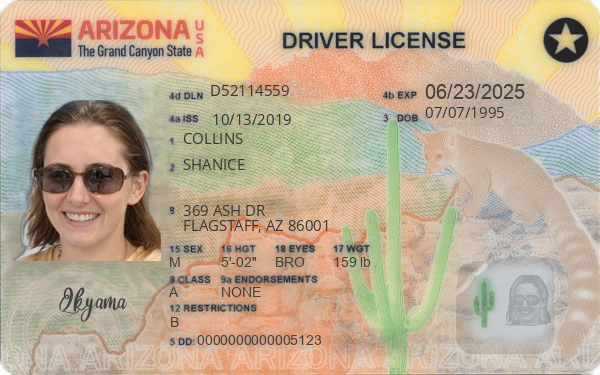 ARIZONA USA
The Grand Canyon State
DRIVER LICENSE
4d DLN D52114559
4b EXP 06/23/2025
4a ISS 10/13/2019
3 DOB 07/07/1995
1 COLLINS
2 SHANICE
8 369 ASH DR
FLAGSTAFF, AZ 86001
15 SEX 16 HGT 18 EYES 17 WGT
M 5'-02" BRO 159 lb
9 CLASS 9a ENDORSEMENTS
A NONE
12 RESTRICTIONS
B
5 DD: 0000000000005123
Okyama
ARIZONA ARIZONA ARIZONA ARIZONA